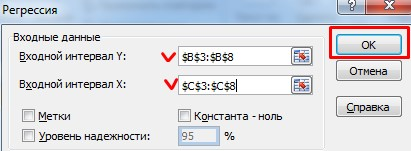 Регрессия
Входные данные
Входной интервал Y: $B$3:$B$8
Входной интервал X: $C$3:$C$8
Метки Константа - ноль
Уровень надежности: 95 %
ОК
Отмена
Справка